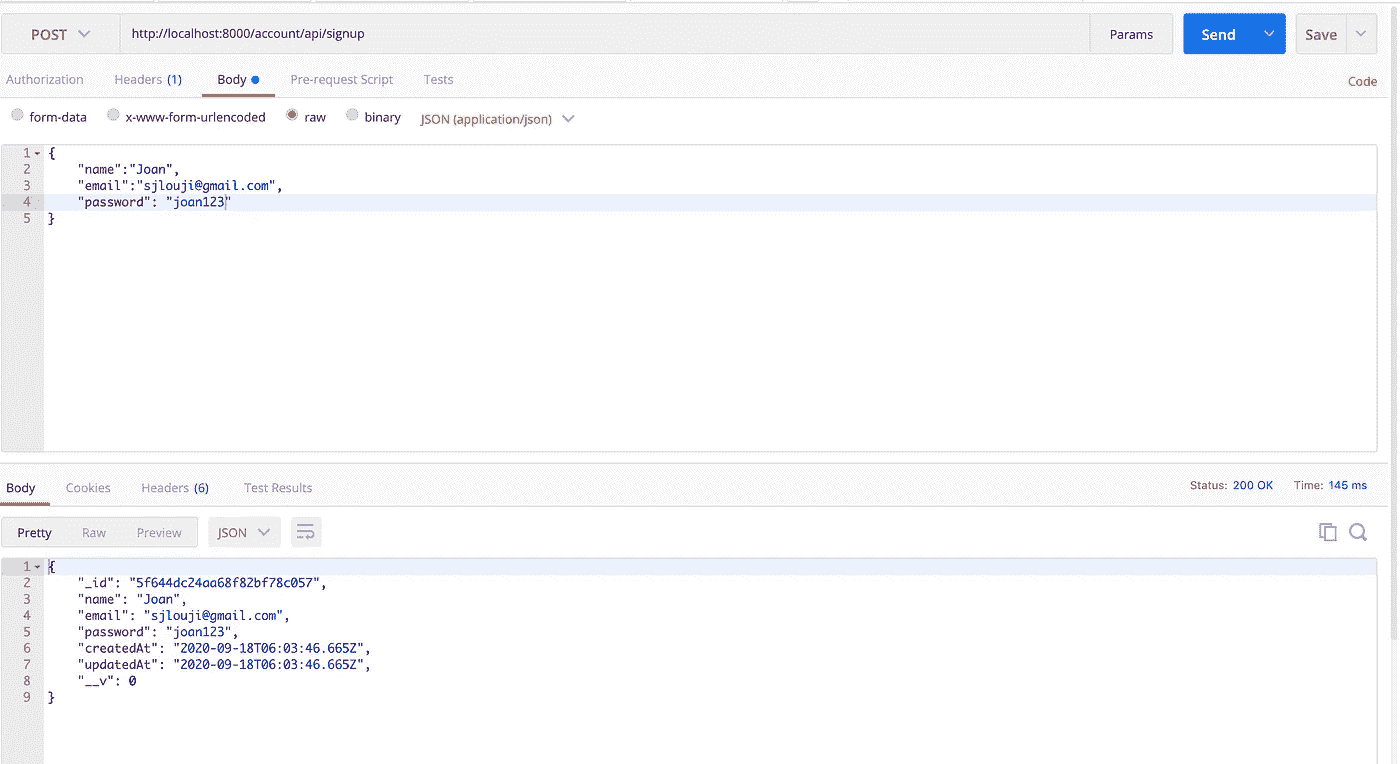 POST http://localhost:8000/account/api/signup Params Send Save
Authorization Headers (1) Body Pre-request Script Tests Code
form-data x-www-form-urlencoded raw binary JSON (application/json)
1 {
2 "name":"Joan",
3 "email":"sjlouji@gmail.com",
4 "password": "joan123"
5 }
Body Cookies Headers (6) Test Results Status: 200 OK Time: 145 ms
Pretty Raw Preview JSON
1 {
2 "_id": "5f644dc24aa68f82bf78c057",
3 "name": "Joan",
4 "email": "sjlouji@gmail.com",
5 "password": "joan123",
6 "createdAt": "2020-09-18T06:03:46.665Z",
7 "updatedAt": "2020-09-18T06:03:46.665Z",
8 "__v": 0
9 }